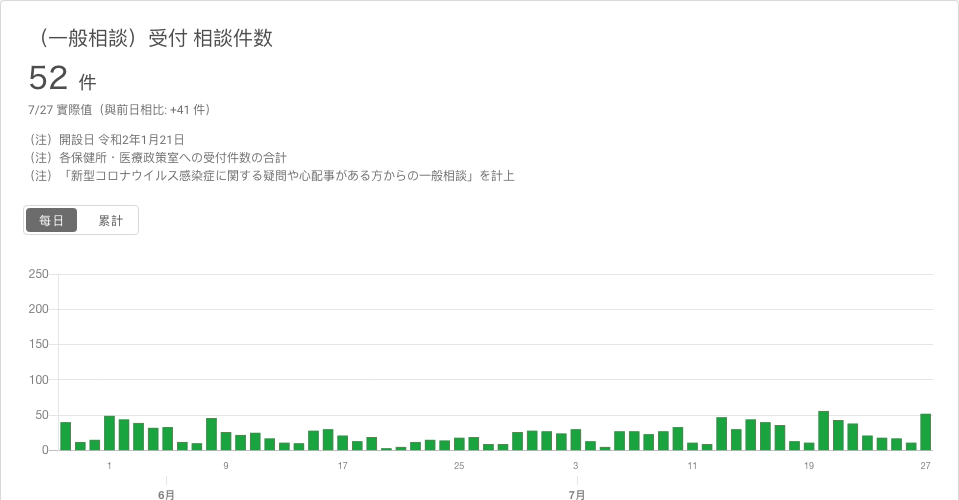 （一般相談）受付 相談件数
52 件
7/27 實際値（與前日相比: +41 件）
（注）開設日 令和2年1月21日
（注）各保健所・医療政策室への受付件数の合計
（注）「新型コロナウイルス感染症に関する疑問や心配事がある方からの一般相談」を計上
每日 累計
250
200
150
100
50
0
1 9 17 25 3 11 19 27
6月 7月